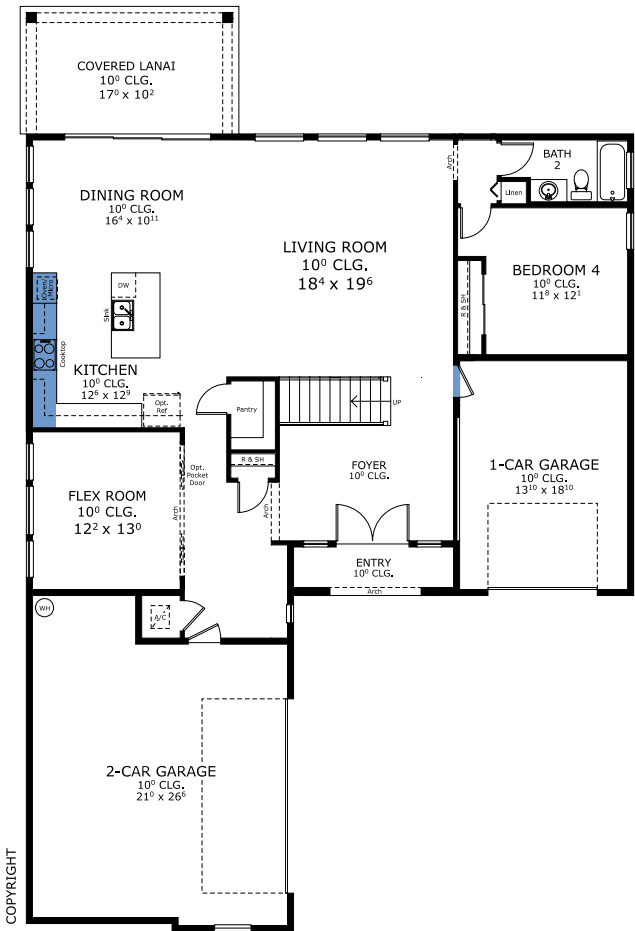 COVERED LANAI
10⁰ CLG.
17⁰ x 10²
BATH
2
Arch
Linen
DINING ROOM
10⁰ CLG.
16⁴ x 10¹¹
LIVING ROOM
10⁰ CLG.
18⁴ x 19⁶
BEDROOM 4
10⁰ CLG.
11⁸ x 12¹
R & SH
Oven/
Micro
DW
Sink
Cooktop
KITCHEN
10⁰ CLG.
12⁶ x 12⁹
Opt.
Ref
Pantry
UP
R & SH
FOYER
10⁰ CLG.
1-CAR GARAGE
10⁰ CLG.
13¹⁰ x 18¹⁰
Opt.
Pocket
Door
FLEX ROOM
10⁰ CLG.
12² x 13⁰
Arch
Arch
ENTRY
10⁰ CLG.
Arch
WH
A/C
2-CAR GARAGE
10⁰ CLG.
21⁰ x 26⁶
COPYRIGHT